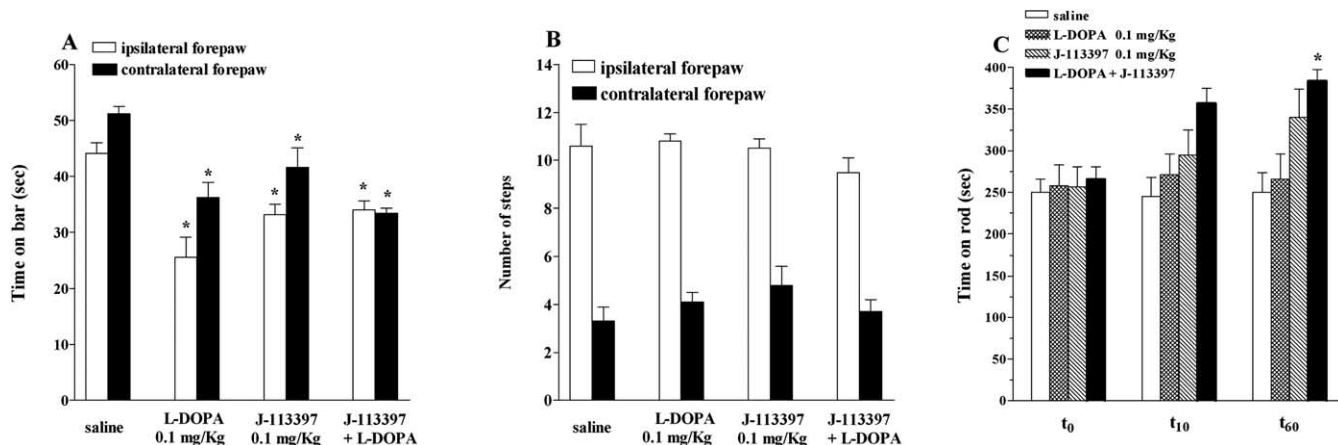 A
ipsilateral forepaw
contralateral forepaw
Time on bar (sec)
60
50
40
30
20
10
0
*
*
*
*
*
*
saline
L-DOPA
0.1 mg/Kg
J-113397
0.1 mg/Kg
J-113397
+ L-DOPA
B
ipsilateral forepaw
contralateral forepaw
Number of steps
14
12
10
8
6
4
2
0
saline
L-DOPA
0.1 mg/Kg
J-113397
0.1 mg/Kg
J-113397
+ L-DOPA
C
saline
L-DOPA 0.1 mg/Kg
J-113397 0.1 mg/Kg
L-DOPA + J-113397
Time on rod (sec)
400
350
300
250
200
150
100
50
0
*
t0
t10
t60